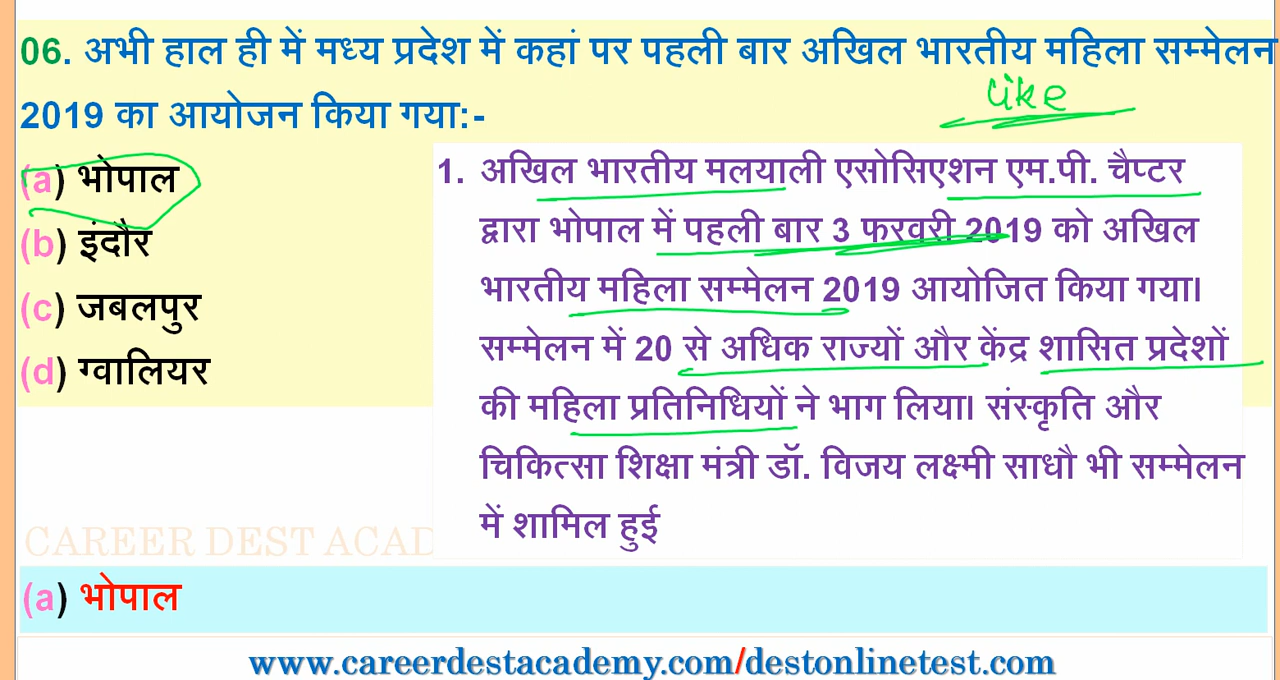 06. अभी हाल ही में मध्य प्रदेश में कहां पर पहली बार अखिल भारतीय महिला सम्मेलन
2019 का आयोजन किया गया:-
like
(a) भोपाल
(b) इंदौर
(c) जबलपुर
(d) ग्वालियर
1. अखिल भारतीय मलयाली एसोसिएशन एम.पी. चैप्टर
द्वारा भोपाल में पहली बार 3 फरवरी 2019 को अखिल
भारतीय महिला सम्मेलन 2019 आयोजित किया गया।
सम्मेलन में 20 से अधिक राज्यों और केंद्र शासित प्रदेशों
की महिला प्रतिनिधियों ने भाग लिया। संस्कृति और
चिकित्सा शिक्षा मंत्री डॉ. विजय लक्ष्मी साधौ भी सम्मेलन
में शामिल हुई
CAREER DEST ACAD
(a) भोपाल
www.careerdestacademy.com/destonlinetest.com